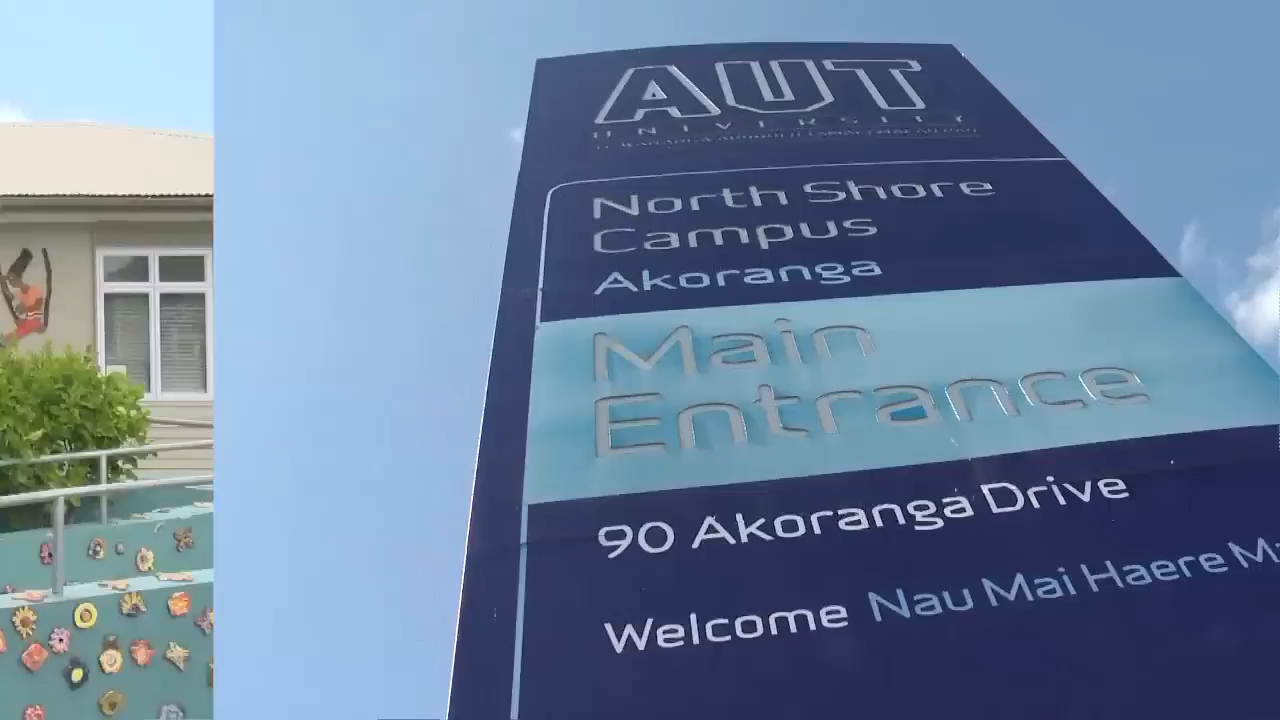 AUT
UNIVERSITY
North Shore
Campus
Akoranga
Main
Entrance
90 Akoranga Drive
Welcome Nau Mai Haere